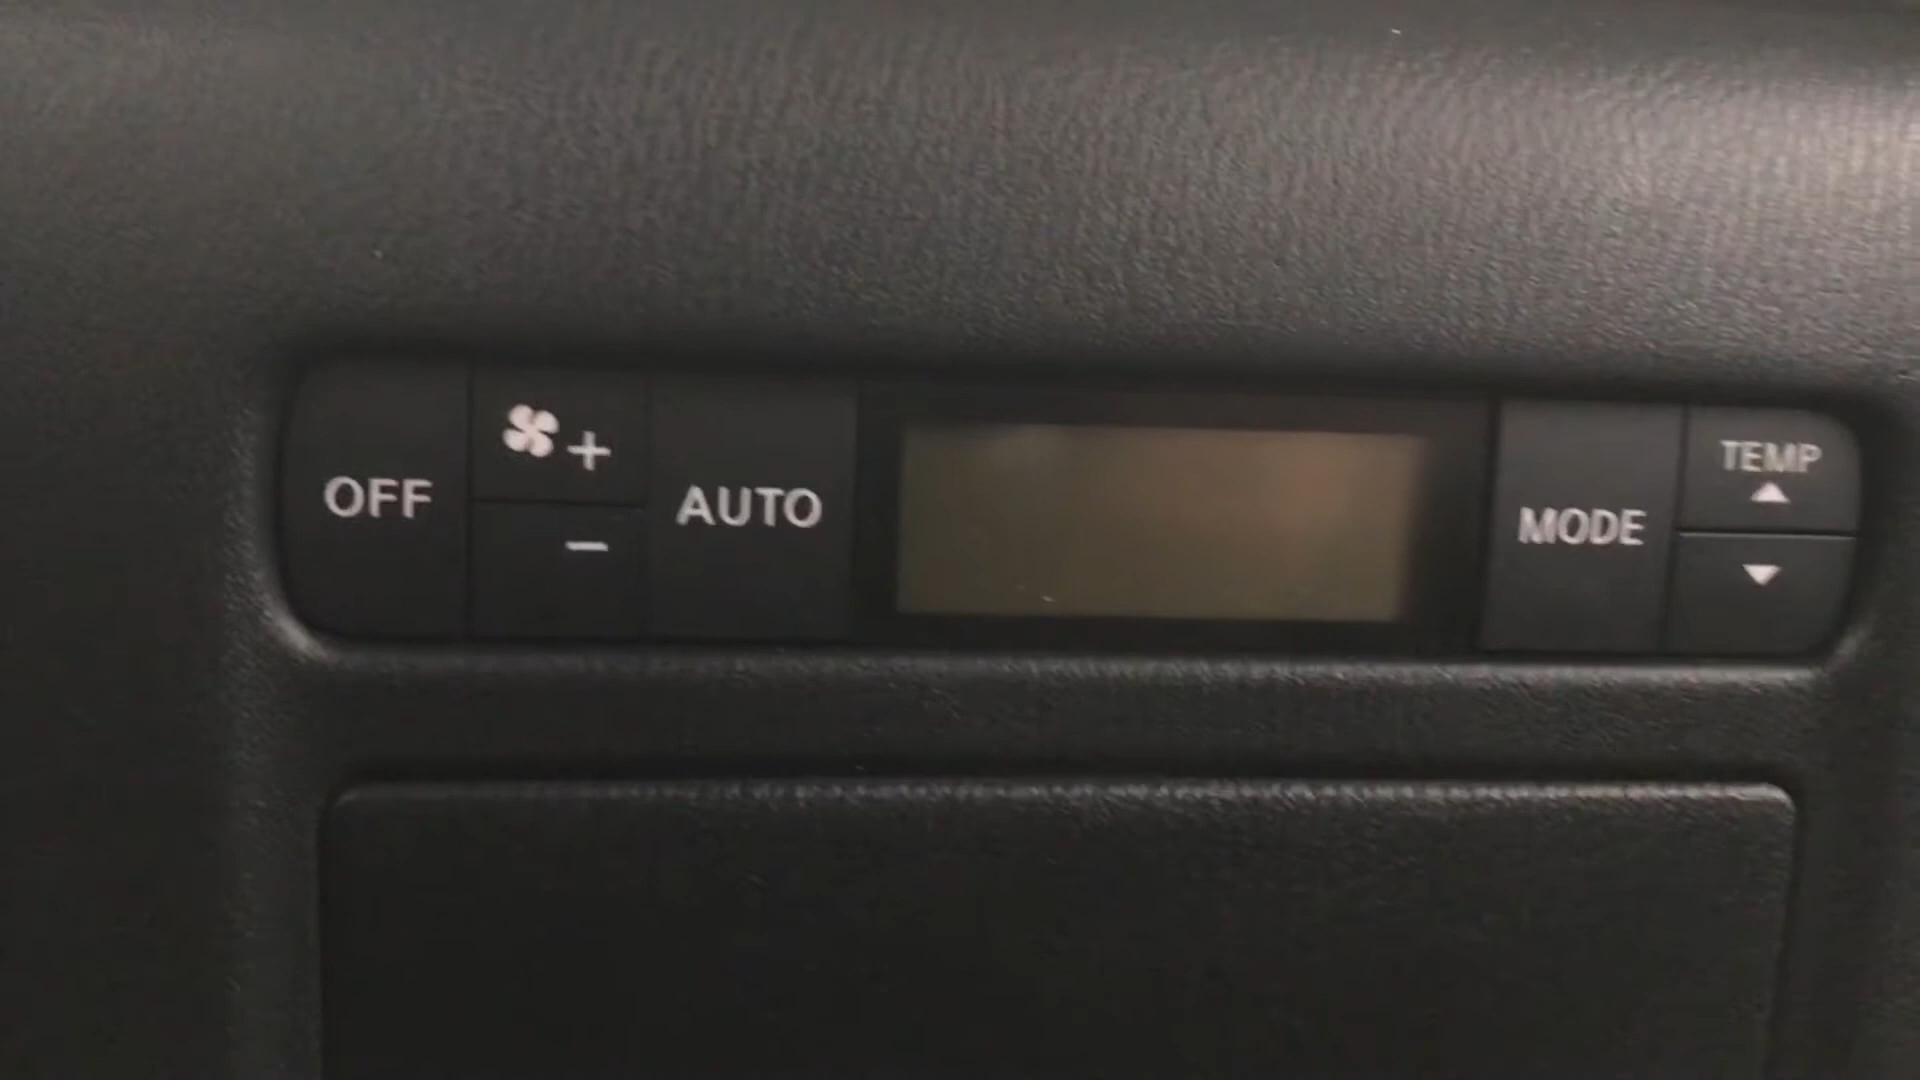 OFF
+
-
AUTO
MODE
TEMP